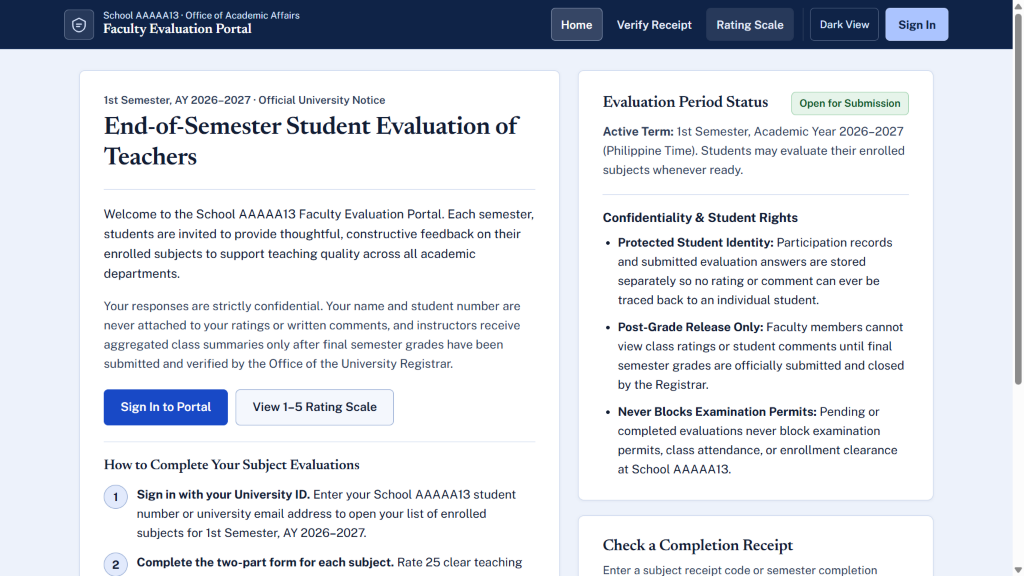 School AAAAA13 · Office of Academic Affairs
Faculty Evaluation Portal
Home
Verify Receipt
Rating Scale
Dark View
Sign In
1st Semester, AY 2026–2027 · Official University Notice
End-of-Semester Student Evaluation of
Teachers
Welcome to the School AAAAA13 Faculty Evaluation Portal. Each semester,
students are invited to provide thoughtful, constructive feedback on their
enrolled subjects to support teaching quality across all academic
departments.
Your responses are strictly confidential. Your name and student number are
never attached to your ratings or written comments, and instructors receive
aggregated class summaries only after final semester grades have been
submitted and verified by the Office of the University Registrar.
Sign In to Portal
View 1–5 Rating Scale
How to Complete Your Subject Evaluations
1
Sign in with your University ID. Enter your School AAAAA13 student
number or university email address to open your list of enrolled
subjects for 1st Semester, AY 2026–2027.
2
Complete the two-part form for each subject. Rate 25 clear teaching
Evaluation Period Status
Open for Submission
Active Term: 1st Semester, Academic Year 2026–2027
(Philippine Time). Students may evaluate their enrolled
subjects whenever ready.
Confidentiality & Student Rights
• Protected Student Identity: Participation records
and submitted evaluation answers are stored
separately so no rating or comment can ever be
traced back to an individual student.
• Post-Grade Release Only: Faculty members cannot
view class ratings or student comments until final
semester grades are officially submitted and closed
by the Registrar.
• Never Blocks Examination Permits: Pending or
completed evaluations never block examination
permits, class attendance, or enrollment clearance
at School AAAAA13.
Check a Completion Receipt
Enter a subject receipt code or semester completion